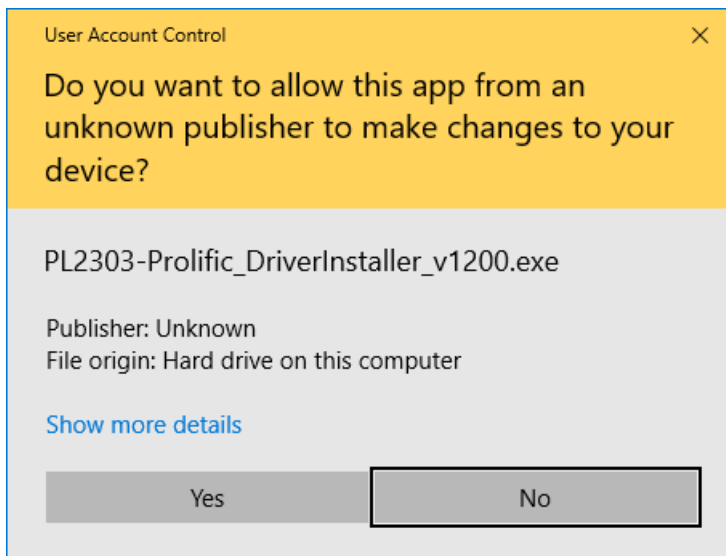 User Account Control
Do you want to allow this app from an
unknown publisher to make changes to your
device?
PL2303-Prolific_DriverInstaller_v1200.exe
Publisher: Unknown
File origin: Hard drive on this computer
Show more details
Yes
No